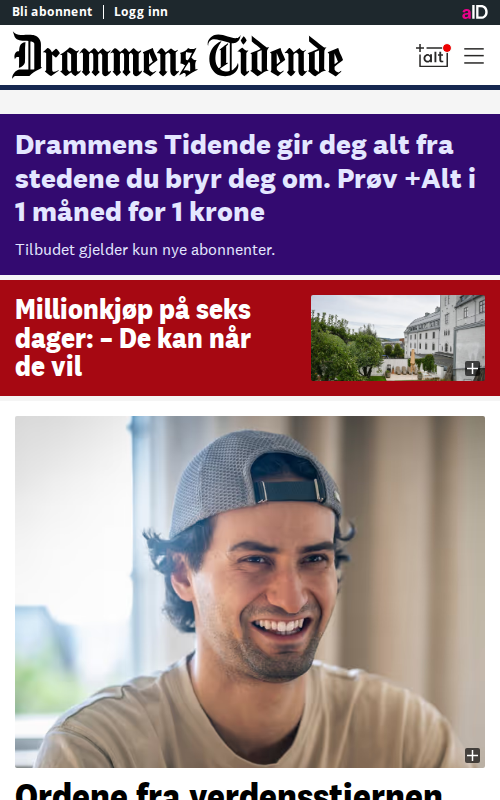 Bli abonnent | Logg inn
aID
Drammens Tidende
+alt
Drammens Tidende gir deg alt fra
stedene du bryr deg om. Prøv +Alt i
1 måned for 1 krone
Tilbudet gjelder kun nye abonnenter.
Millionkjøp på seks
dager: – De kan når
de vil
Ordene fra verdensstjernen